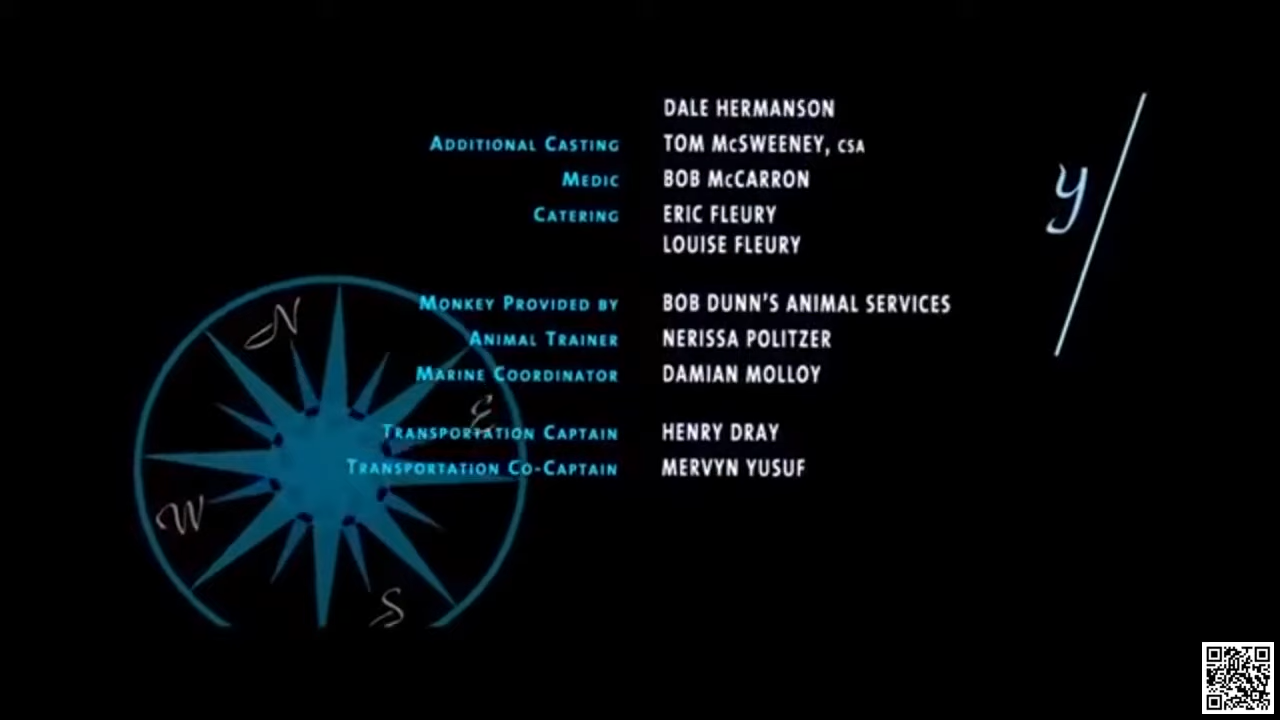 DALE HERMANSON
ADDITIONAL CASTING TOM McSWEENEY, CSA
MEDIC BOB McCARRON
CATERING ERIC FLEURY
LOUISE FLEURY
MONKEY PROVIDED BY BOB DUNN'S ANIMAL SERVICES
ANIMAL TRAINER NERISSA POLITZER
MARINE COORDINATOR DAMIAN MOLLOY
TRANSPORTATION CAPTAIN HENRY DRAY
TRANSPORTATION CO-CAPTAIN MERVYN YUSUF
N
E
W
S
y